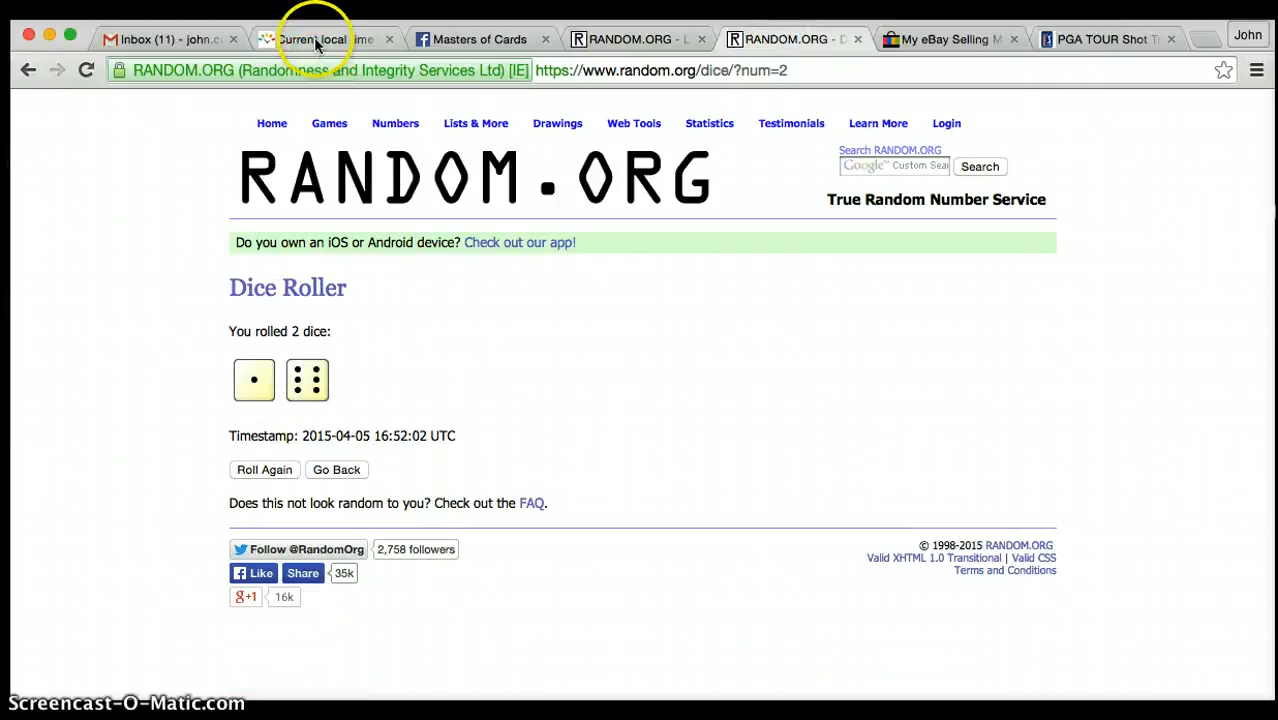 Inbox (11) - john.c
Current local time
Masters of Cards
RANDOM.ORG - L
RANDOM.ORG - D
My eBay Selling M
PGA TOUR Shot T
John
RANDOM.ORG (Randomness and Integrity Services Ltd) [IE] https://www.random.org/dice/?num=2
Home Games Numbers Lists & More Drawings Web Tools Statistics Testimonials Learn More Login
RANDOM.ORG
Search RANDOM.ORG
Google™ Custom Sear Search
True Random Number Service
Do you own an iOS or Android device? Check out our app!
Dice Roller
You rolled 2 dice:
Timestamp: 2015-04-05 16:52:02 UTC
Roll Again Go Back
Does this not look random to you? Check out the FAQ.
Follow @RandomOrg 2,758 followers
Like Share 35k
g+1 16k
© 1998-2015 RANDOM.ORG
Valid XHTML 1.0 Transitional | Valid CSS
Terms and Conditions
Screencast-O-Matic.com